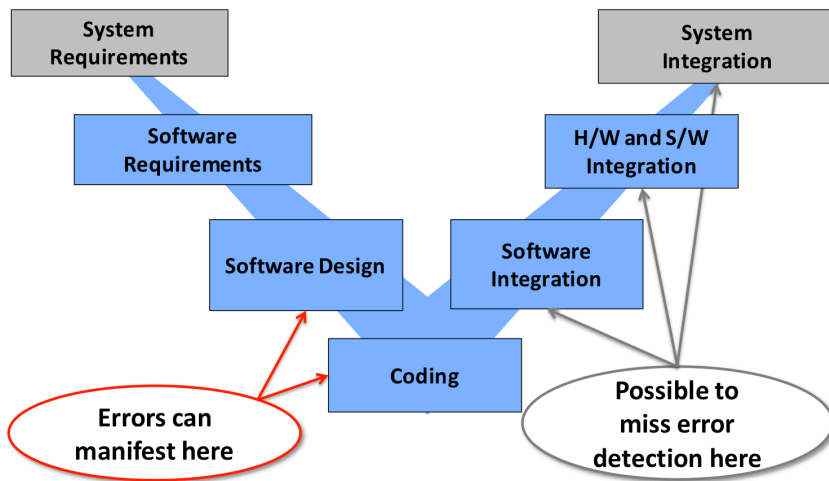 System
Requirements
System
Integration
Software
Requirements
H/W and S/W
Integration
Software Design
Software
Integration
Coding
Errors can
manifest here
Possible to
miss error
detection here